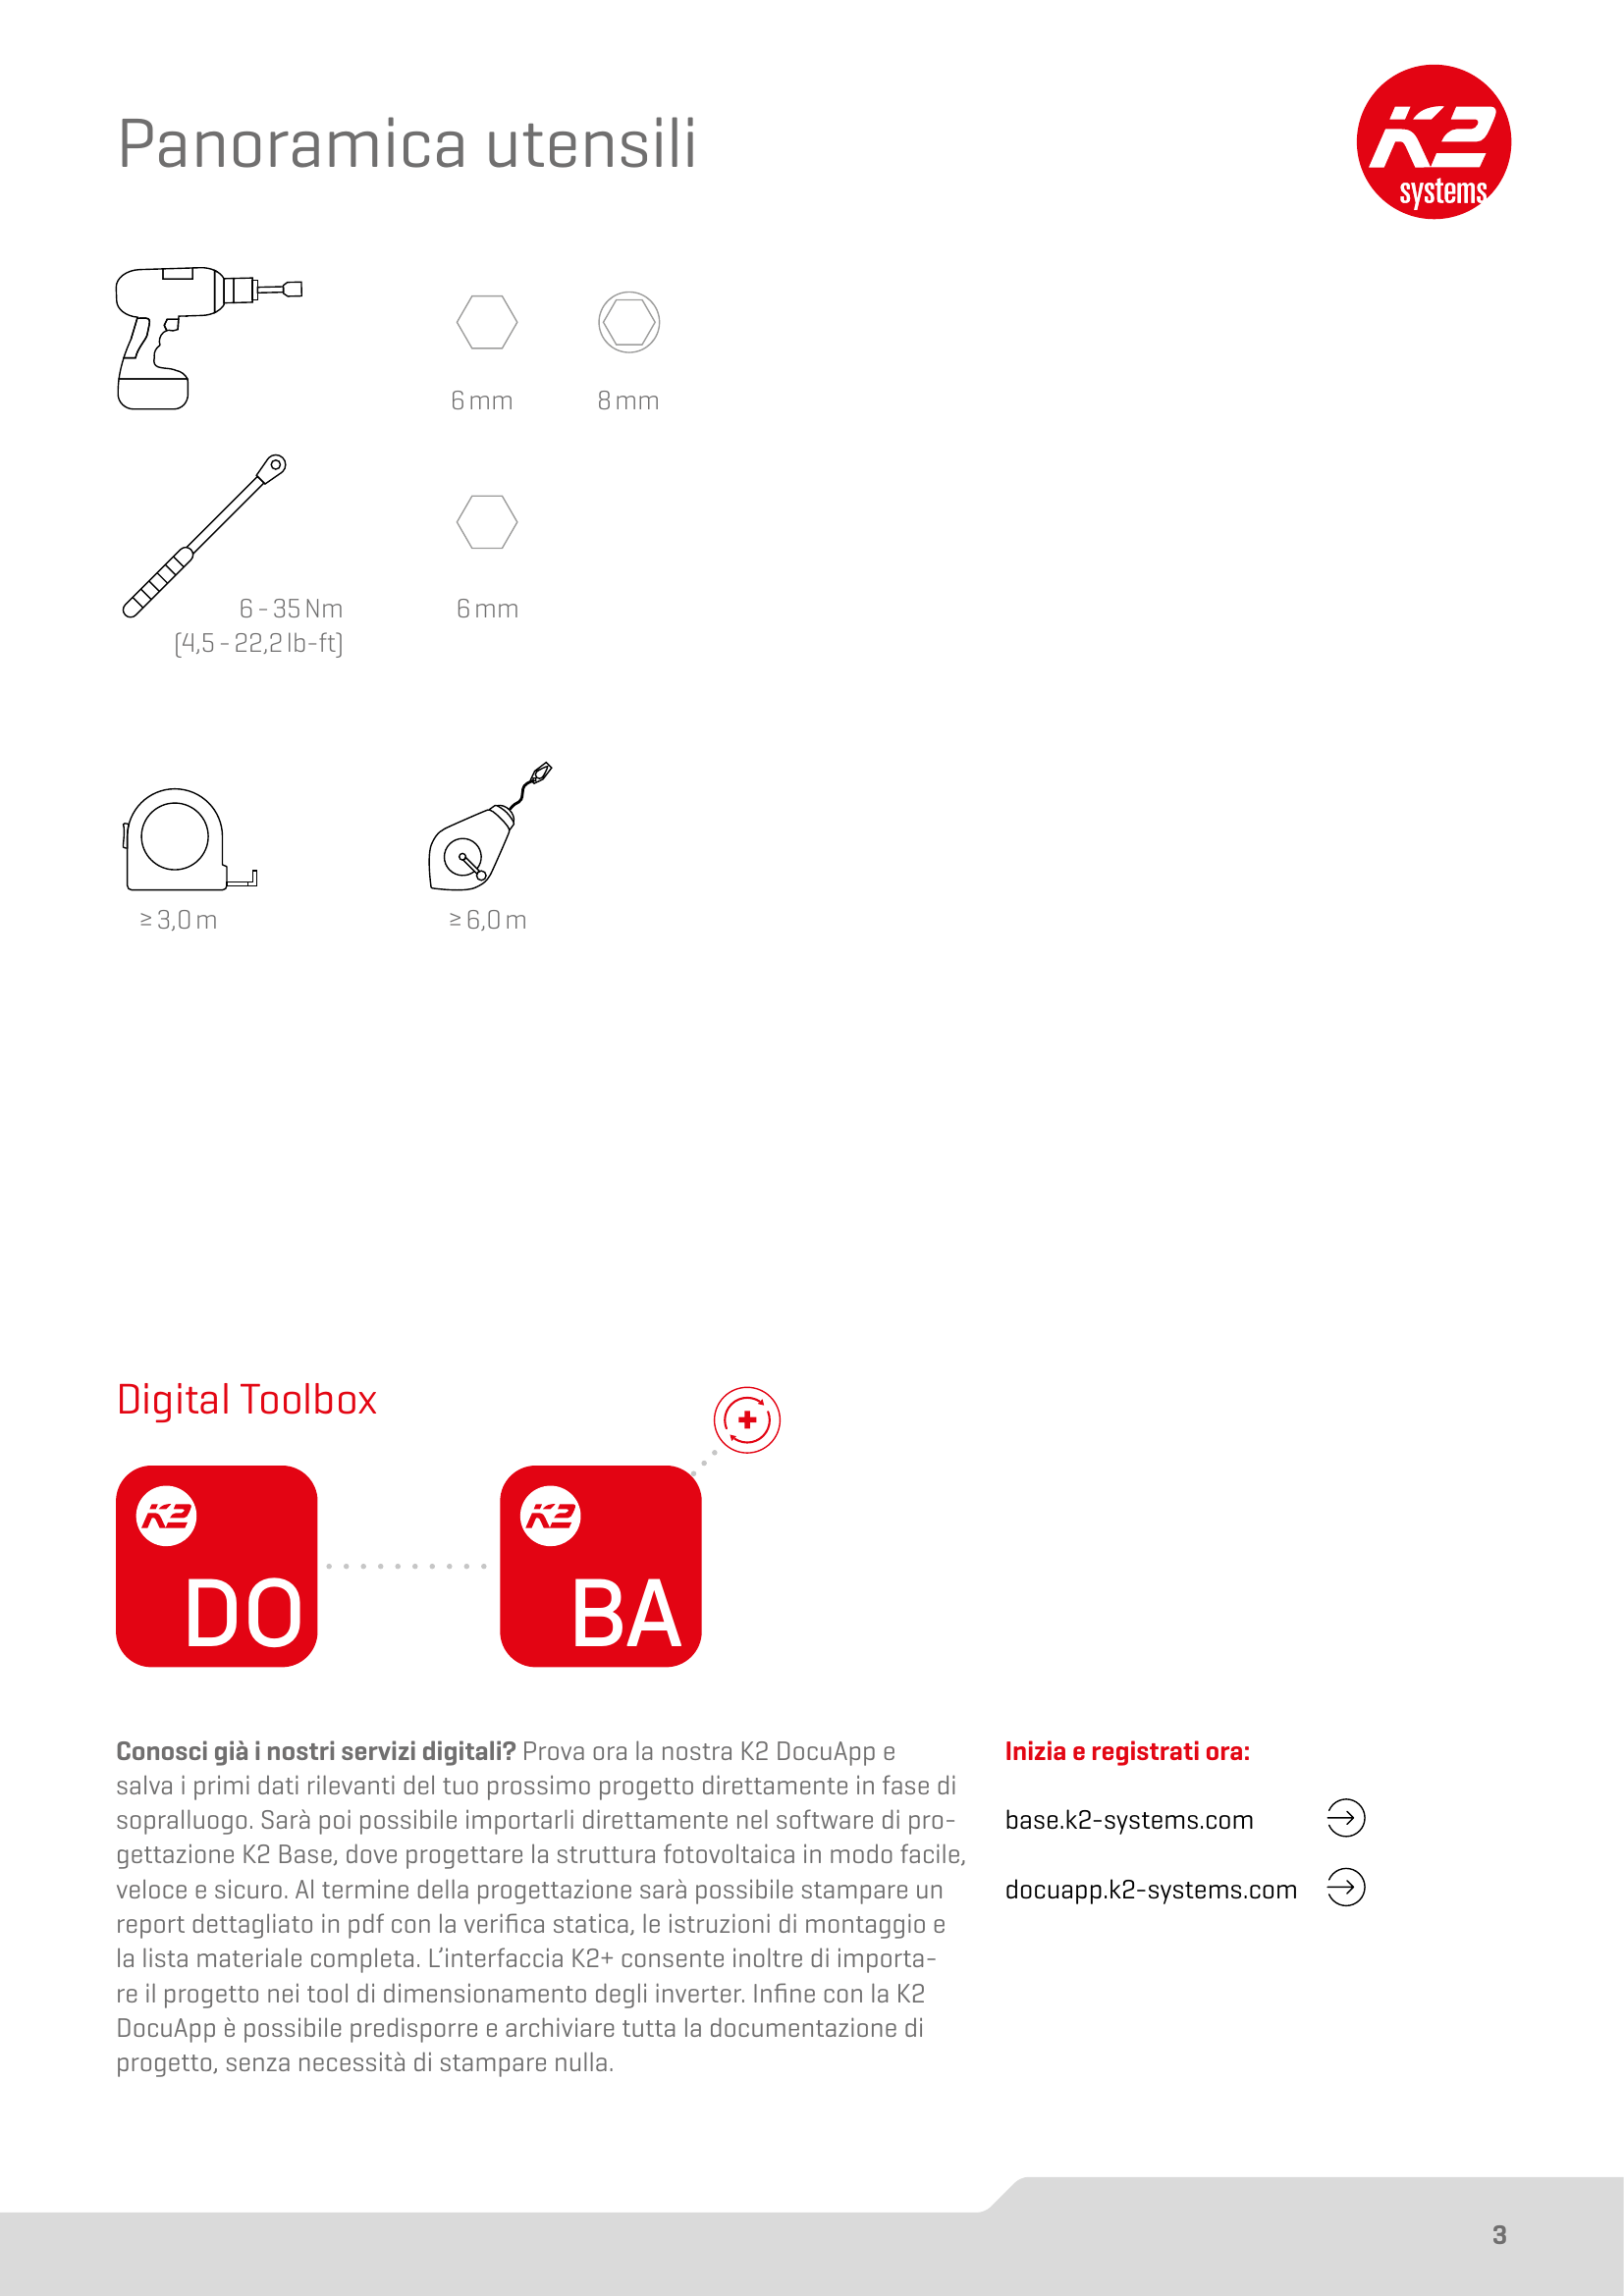 Panoramica utensili
K2
systems
6 mm
8 mm
6 - 35 Nm
(4,5 - 22,2 lb-ft)
6 mm
≥ 3,0 m
≥ 6,0 m
Digital Toolbox
K2
DO
K2
BA
Conosci già i nostri servizi digitali? Prova ora la nostra K2 DocuApp e
salva i primi dati rilevanti del tuo prossimo progetto direttamente in fase di
sopralluogo. Sarà poi possibile importarli direttamente nel software di pro-
gettazione K2 Base, dove progettare la struttura fotovoltaica in modo facile,
veloce e sicuro. Al termine della progettazione sarà possibile stampare un
report dettagliato in pdf con la verifica statica, le istruzioni di montaggio e
la lista materiale completa. L’interfaccia K2+ consente inoltre di importa-
re il progetto nei tool di dimensionamento degli inverter. Infine con la K2
DocuApp è possibile predisporre e archiviare tutta la documentazione di
progetto, senza necessità di stampare nulla.
Inizia e registrati ora:
base.k2-systems.com
docuapp.k2-systems.com
3